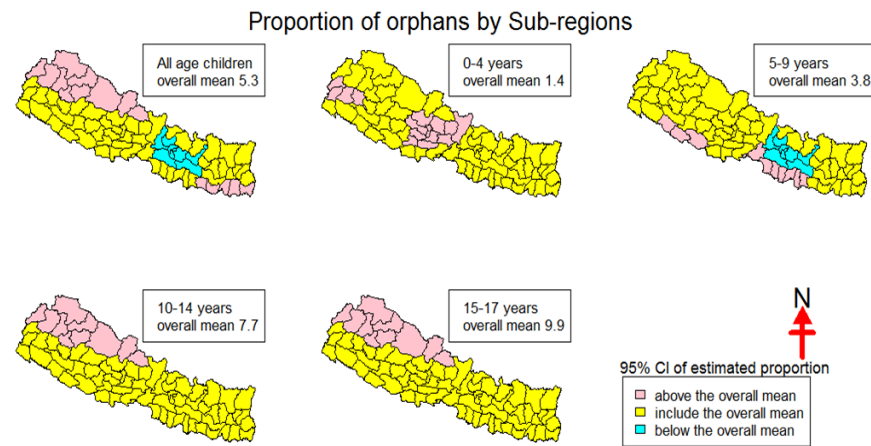 Proportion of orphans by Sub-regions
All age children
overall mean 5.3
0-4 years
overall mean 1.4
5-9 years
overall mean 3.8
10-14 years
overall mean 7.7
15-17 years
overall mean 9.9
N
95% CI of estimated proportion
above the overall mean
include the overall mean
below the overall mean